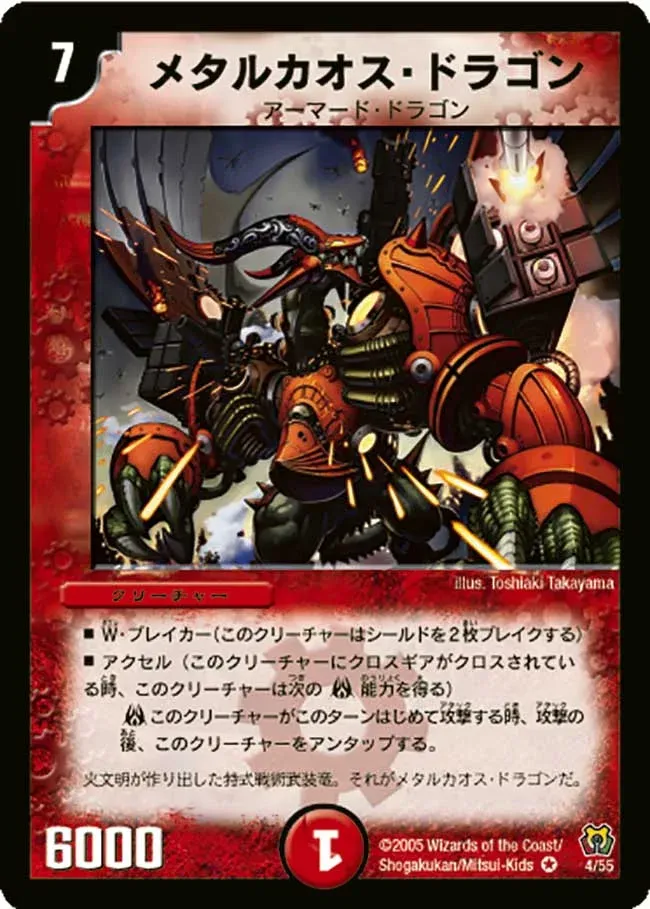 7
メタルカオス・ドラゴン
アーマード・ドラゴン
illus. Toshiaki Takayama
クリーチャー
■ W・ブレイカー(このクリーチャーはシールドを2枚ブレイクする)
■ アクセル (このクリーチャーにクロスギアがクロスされてい
る時、このクリーチャーは次の 能力を得る)
このクリーチャーがこのターンはじめて攻撃する時、攻撃の
後、このクリーチャーをアンタップする。
火文明が作り出した特式戦術武装竜。それがメタルカオス・ドラゴンだ。
6000
1
©2005 Wizards of the Coast/
Shogakukan/Mitsui-Kids
4/55